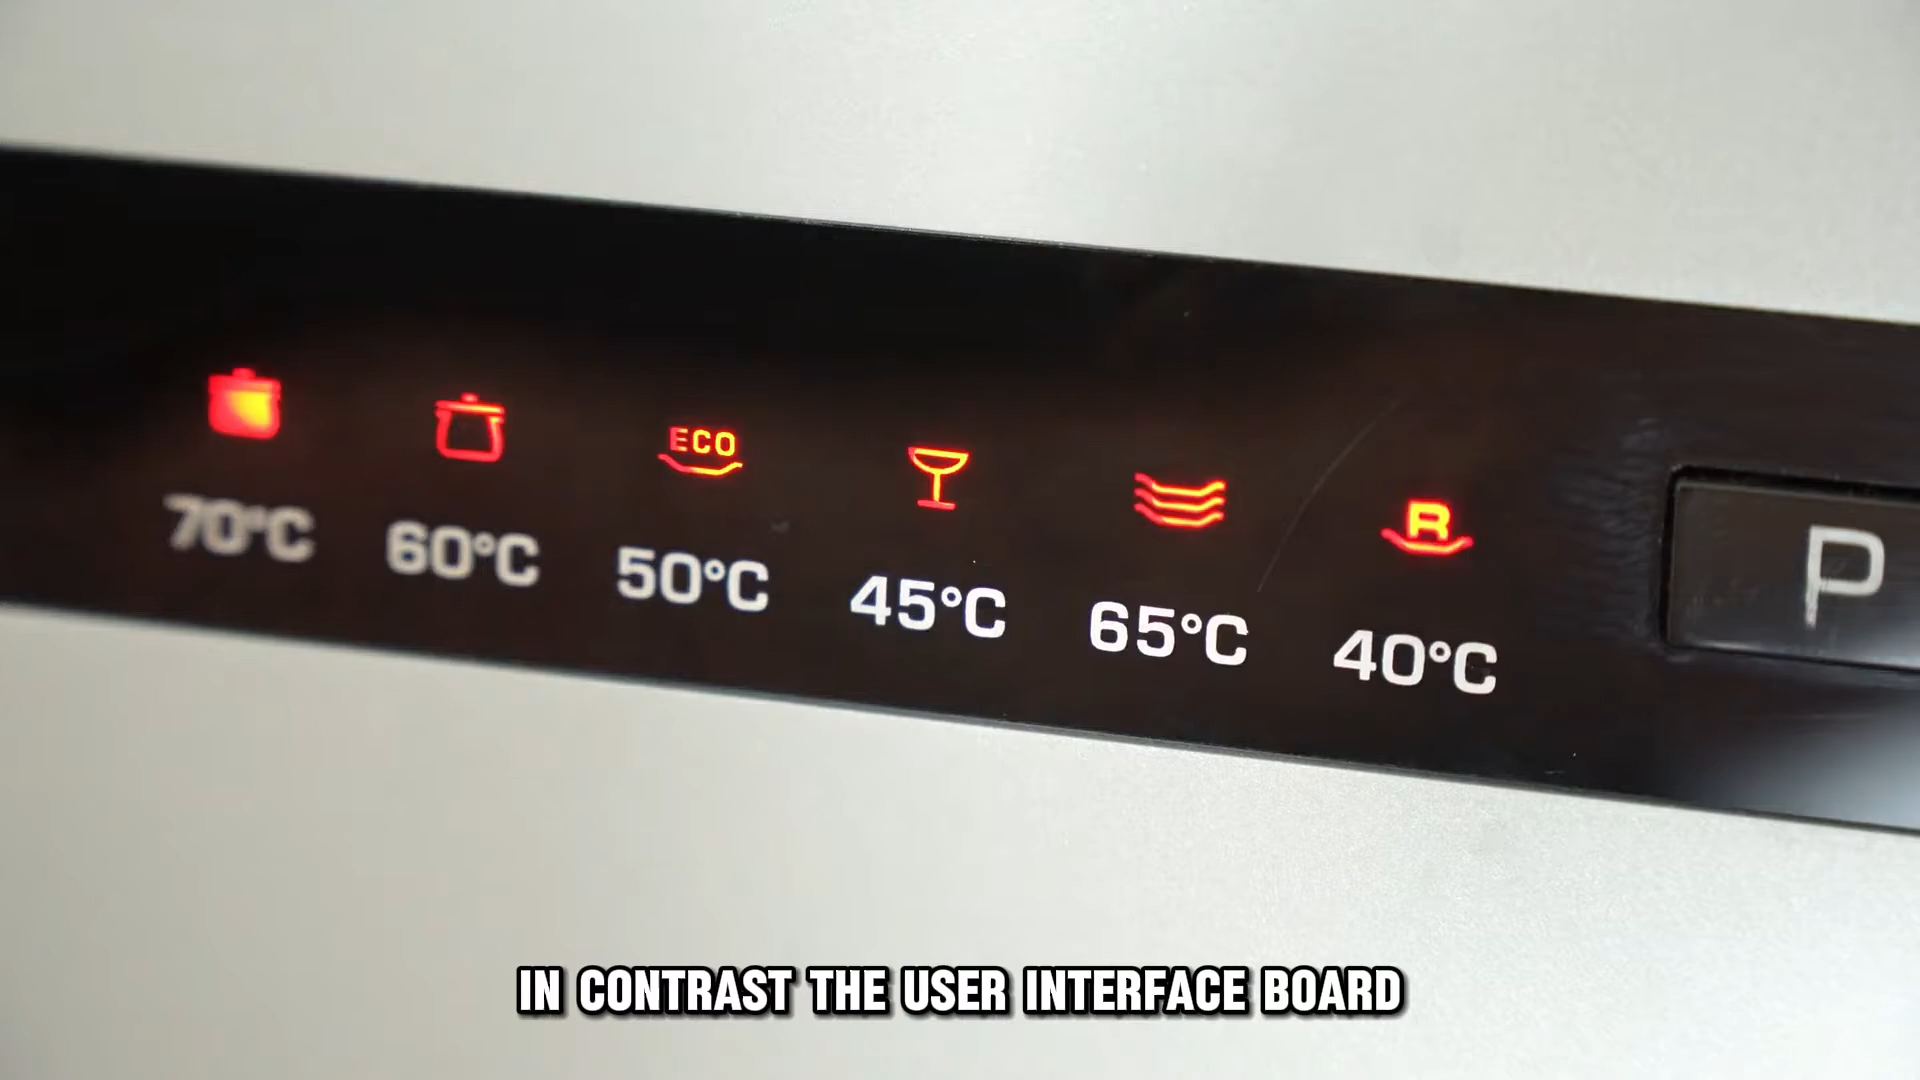 ECO
R
70°C 60°C 50°C 45°C 65°C 40°C
P
IN CONTRAST THE USER INTERFACE BOARD